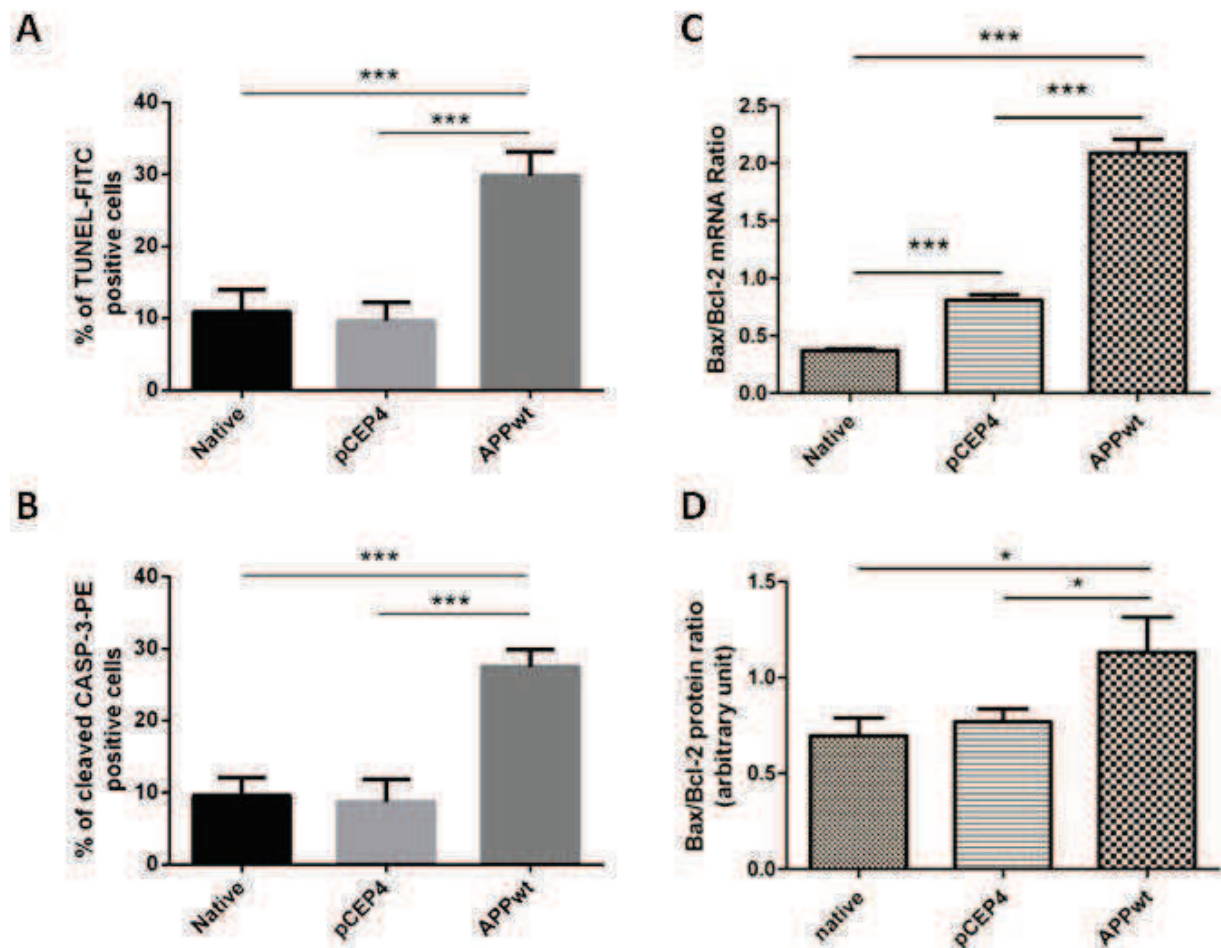 A
***
***
40
30
20
10
0
% of TUNEL-FITC
positive cells
Native
pCEP4
APPwt
B
***
***
40
30
20
10
0
% of cleaved CASP-3-PE
positive cells
Native
pCEP4
APPwt
C
***
***
***
2.5
2.0
1.5
1.0
0.5
0.0
Bax/Bcl-2 mRNA Ratio
Native
pCEP4
APPwt
D
*
*
1.5
1.0
0.5
0.0
Bax/Bcl-2 protein ratio
(arbitrary unit)
native
pCEP4
APPwt